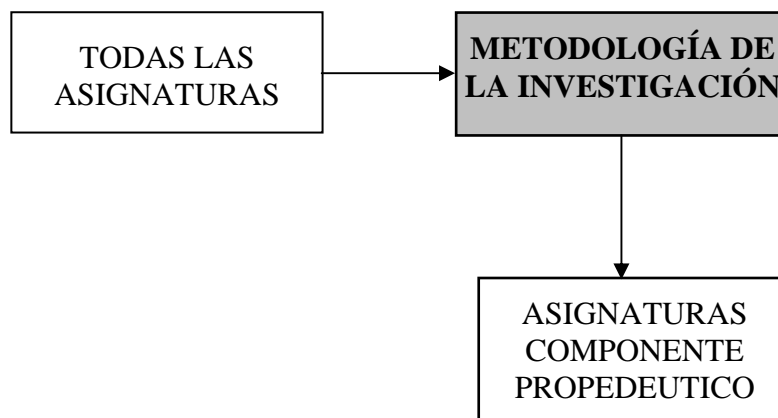 TODAS LAS
ASIGNATURAS
METODOLOGÍA DE
LA INVESTIGACIÓN
ASIGNATURAS
COMPONENTE
PROPEDEUTICO